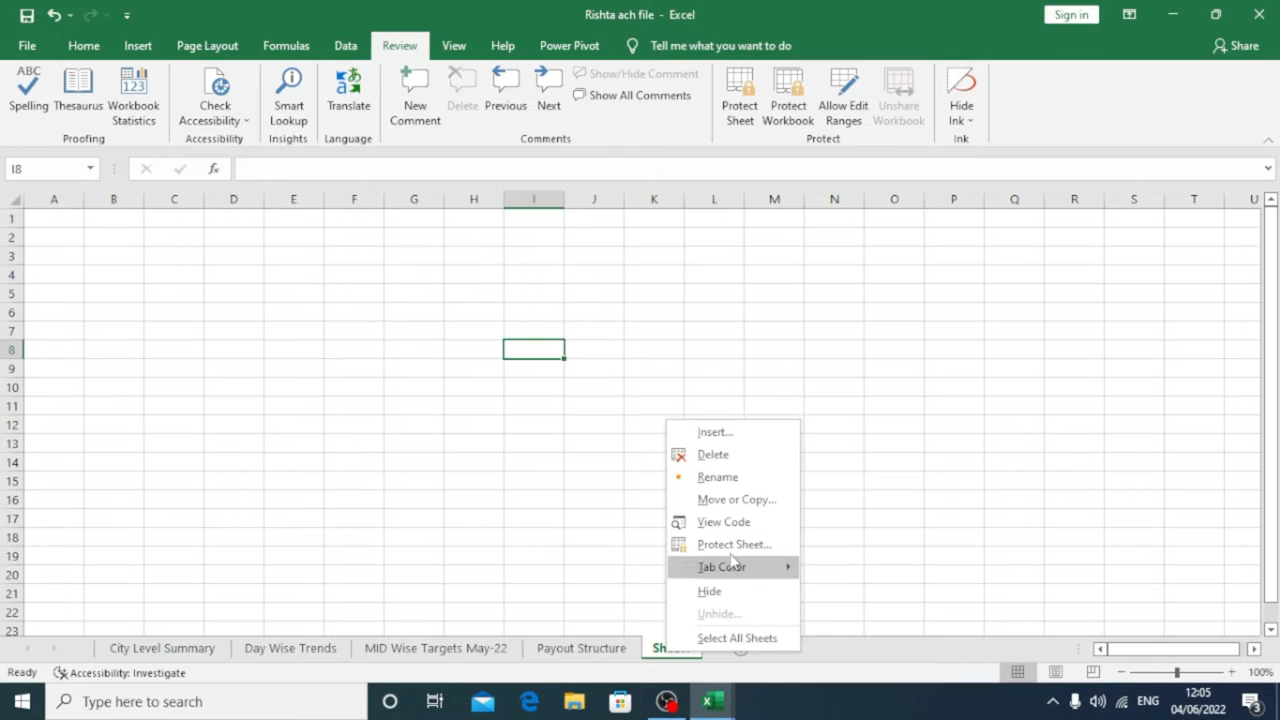 Rishta ach file - Excel
Sign in
File Home Insert Page Layout Formulas Data Review View Help Power Pivot Tell me what you want to do Share
ABC
Spelling
Thesaurus
Workbook Statistics
Proofing
Check Accessibility
Accessibility
Smart Lookup
Insights
Translate
Language
New Comment
Delete
Previous
Next
Show/Hide Comment
Show All Comments
Comments
Protect Sheet
Protect Workbook
Allow Edit Ranges
Unshare Workbook
Protect
Hide Ink
Ink
I8
fx
A B C D E F G H I J K L M N O P Q R S T U
1
2
3
4
5
6
7
8
9
10
11
12
13
14
15
16
17
18
19
20
21
22
23
Insert...
Delete
Rename
Move or Copy...
View Code
Protect Sheet...
Tab Color
Hide
Unhide...
Select All Sheets
City Level Summary Day Wise Trends MID Wise Targets May-22 Payout Structure
Ready Accessibility: Investigate 100%
Type here to search
ENG
12:05
04/06/2022
3